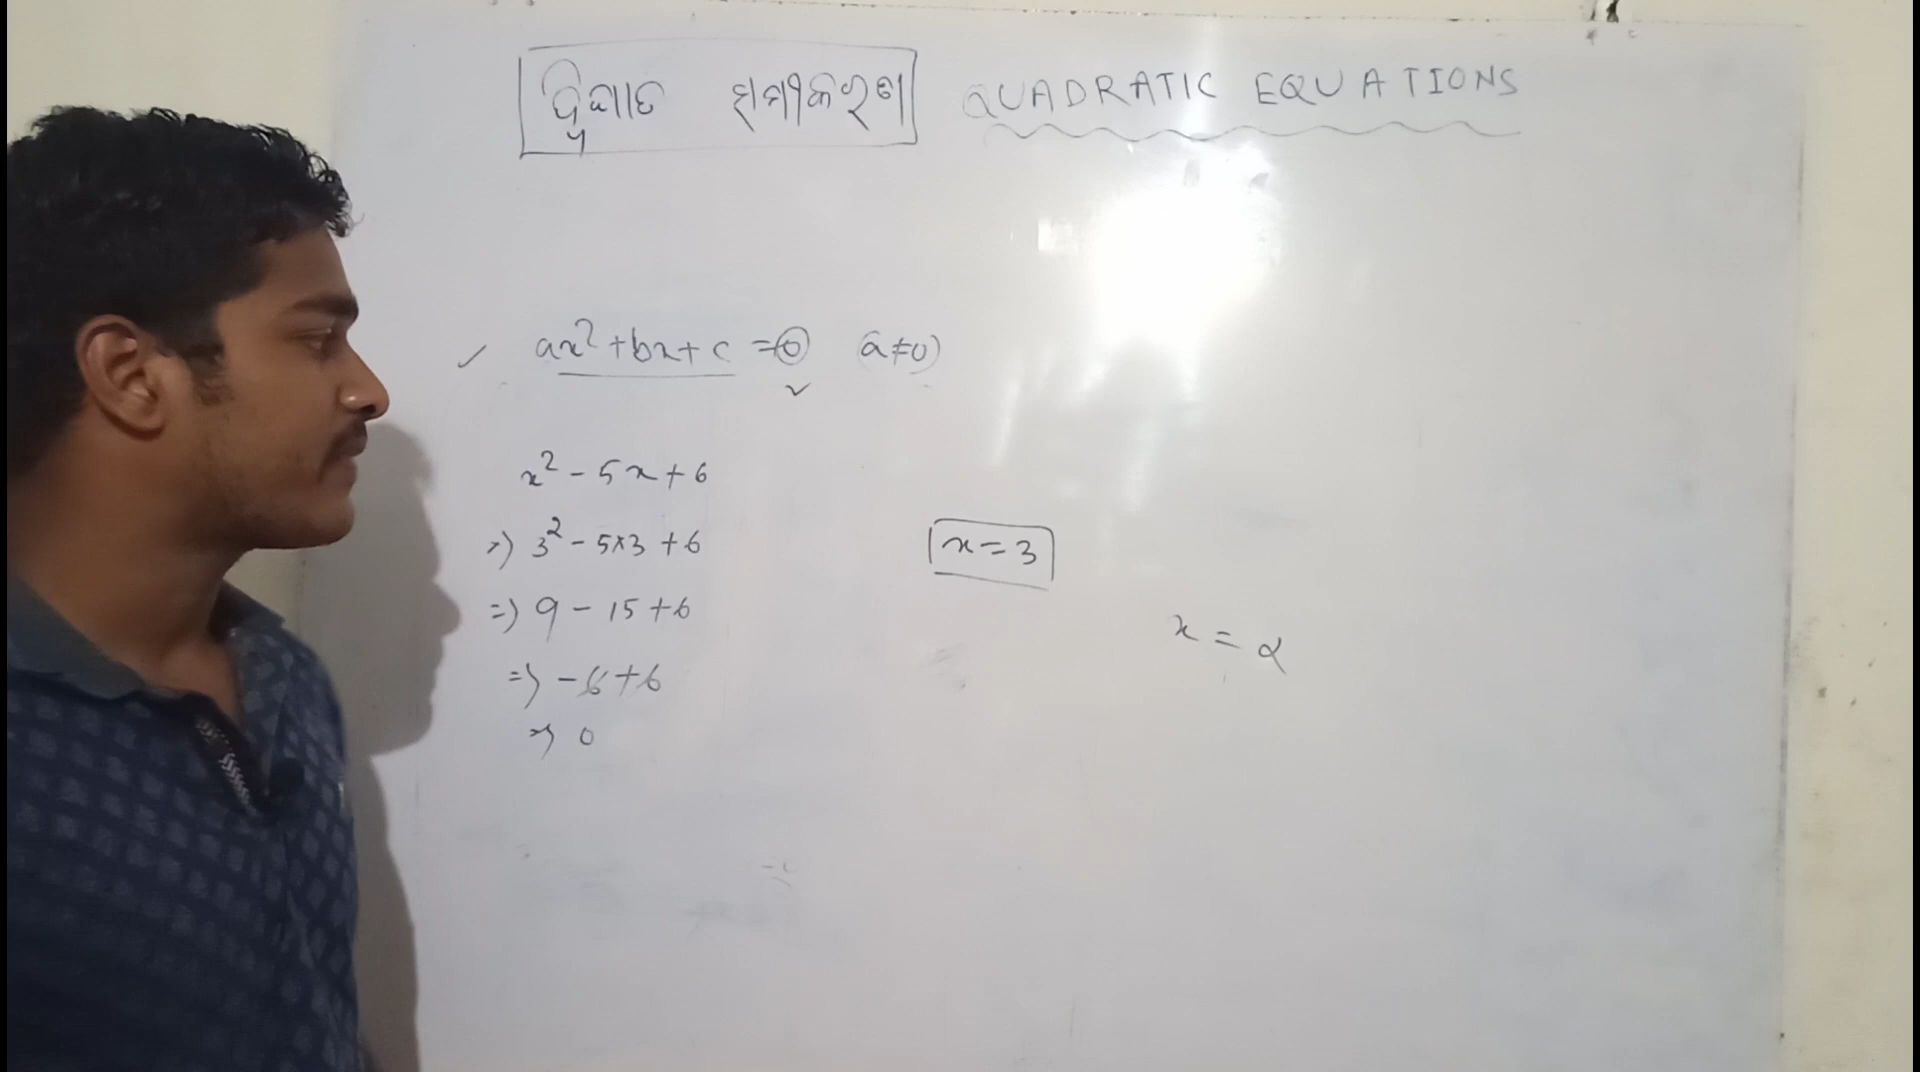 ଦ୍ୱିଘାତ ସମୀକରଣ QUADRATIC EQUATIONS
ax² + bx + c = 0 (a≠0)
x² - 5x + 6
⇒ 3² - 5×3 + 6
x = 3
⇒ 9 - 15 + 6
x = α
⇒ -6 + 6
⇒ 0